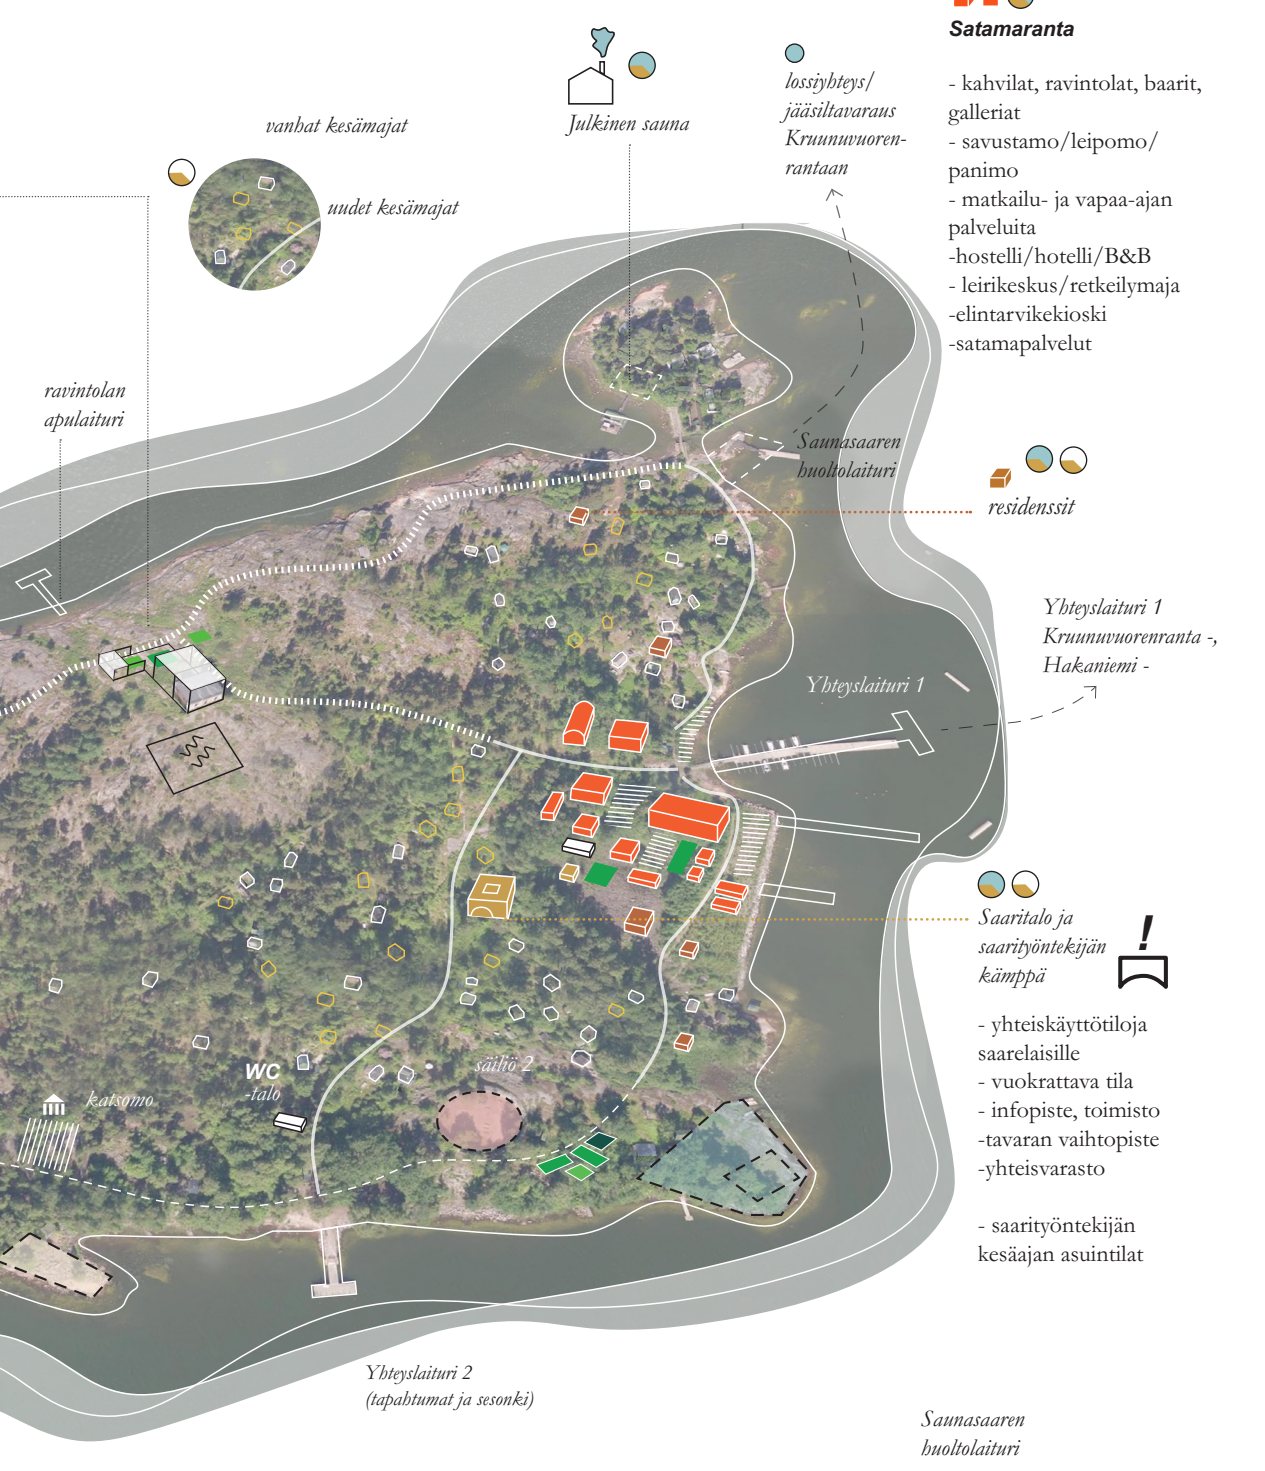 Satamaranta
- kahvilat, ravintolat, baarit,
galleriat
- savustamo/leipomo/
panimo
- matkailu- ja vapaa-ajan
palveluita
-hostelli/hotelli/B&B
- leirikeskus/retkeilymaja
-elintarvikekioski
-satamapalvelut
lossiyhteys/
jääsiltavaraus
Kruunuvuoren-
rantaan
Julkinen sauna
vanhat kesämajat
uudet kesämajat
ravintolan
apulaituri
Saunasaaren
huoltolaituri
residenssit
Yhteyslaituri 1
Kruunuvuorenranta -,
Hakaniemi -
Yhteyslaituri 1
Saaritalo ja
saarityöntekijän
kämppä
!
- yhteiskäyttötiloja
saarelaisille
- vuokrattava tila
- infopiste, toimisto
-tavaran vaihtopiste
-yhteisvarasto
- saarityöntekijän
kesäajan asuintilat
säiliö 2
WC
-talo
katsomo
Yhteyslaituri 2
(tapahtumat ja sesonki)
Saunasaaren
huoltolaituri